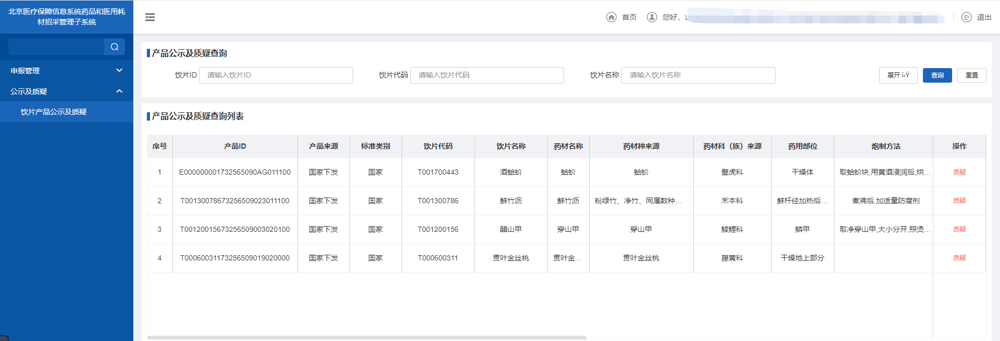 北京医疗保障信息系统药品和医用耗
材招采管理子系统
首页
您好，
退出
申报管理
公示及质疑
饮片产品公示及质疑
产品公示及质疑查询
饮片ID 请输入饮片ID 饮片代码 请输入饮片代码 饮片名称 请输入饮片名称 展开 查询 重置
产品公示及质疑查询列表
序号 产品ID 产品来源 标准类别 饮片代码 饮片名称 药材名称 药材种来源 药材科（族）来源 药用部位 炮制方法 操作
1 E000000001732565090AG011100 国家下发 国家 T001700443 酒蛤蚧 蛤蚧 蛤蚧 壁虎科 干燥体 取蛤蚧块,用黄酒浸润后,烘... 质疑
2 T001300786732565090230​11100 国家下发 国家 T001300786 鲜竹沥 鲜竹沥 粉绿竹、净竹、同属数种... 禾本科 鲜杆经加热后... 煮沸后,加适量防腐剂 质疑
3 T001200156732565090030​20100 国家下发 国家 T001200156 醋山甲 穿山甲 穿山甲 鲮鲤科 鳞甲 取净穿山甲,大小分开,照烫... 质疑
4 T000600311732565090190​20000 国家下发 国家 T000600311 贯叶金丝桃 贯叶金... 贯叶金丝桃 藤黄科 干燥地上部分 质疑